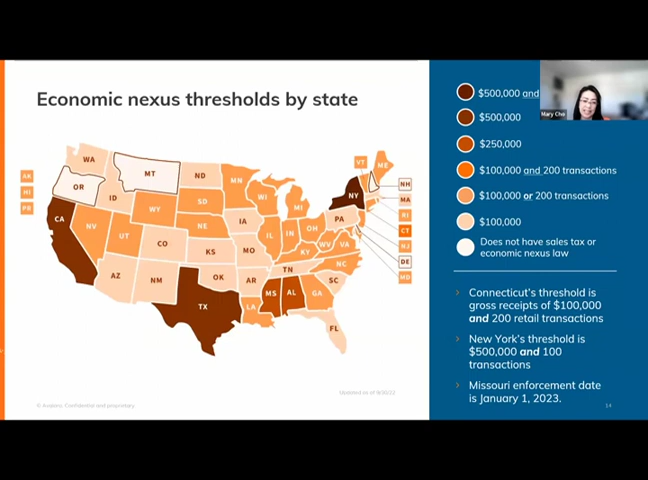 Economic nexus thresholds by state
WA
MT
ND
OR
ID
SD
WY
MN
WI
MI
NE
IA
NV
UT
CO
KS
MO
IL
IN
OH
PA
NY
VT
ME
CA
AZ
NM
OK
AR
TN
KY
WV
VA
NC
SC
TX
LA
MS
AL
GA
FL
AK
HI
PR
NH
MA
RI
CT
NJ
DE
MD
Updated as of 9/30/22
© Avalara. Confidential and proprietary.
$500,000 and
$500,000
$250,000
$100,000 and 200 transactions
$100,000 or 200 transactions
$100,000
Does not have sales tax or
economic nexus law
Connecticut's threshold is
gross receipts of $100,000
and 200 retail transactions
New York's threshold is
$500,000 and 100
transactions
Missouri enforcement date
is January 1, 2023.
14
Mary Cho